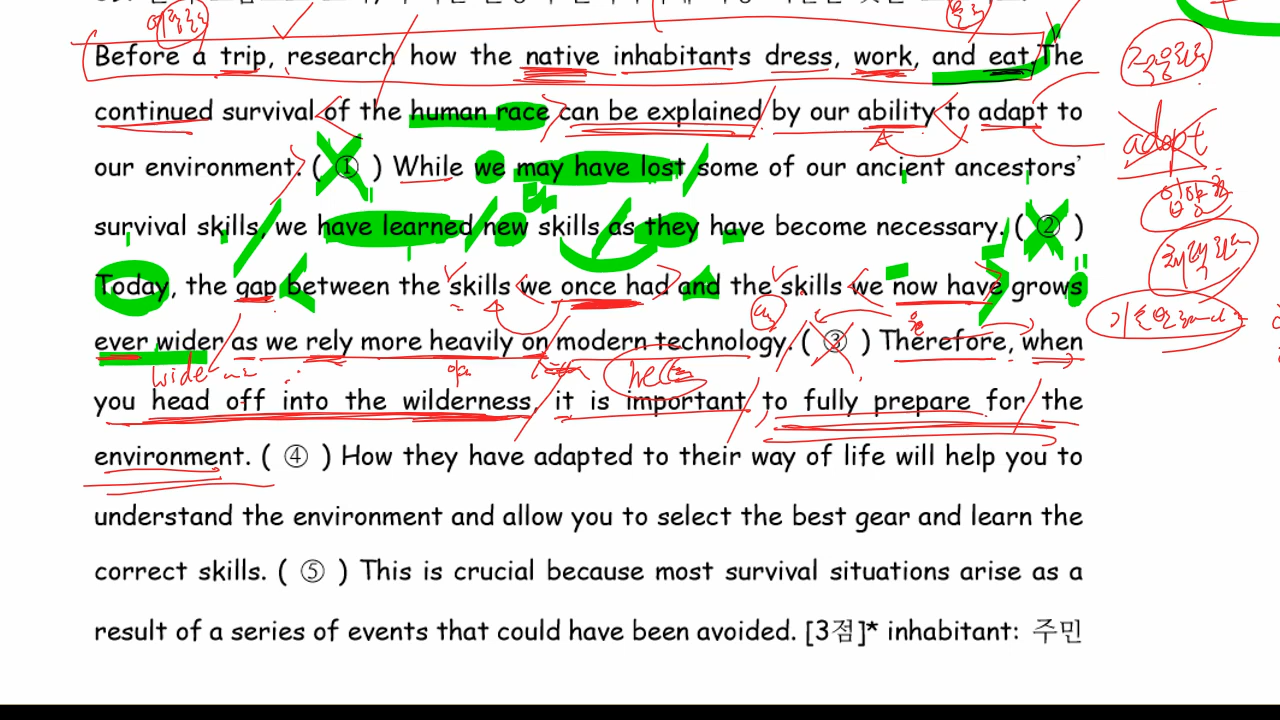 Before a trip, research how the native inhabitants dress, work, and eat. The
continued survival of the human race can be explained by our ability to adapt to
our environment. ( ① ) While we may have lost some of our ancient ancestors'
adopt
survival skills, we have learned new skills as they have become necessary. ( ② )
Today, the gap between the skills we once had and the skills we now have grows
ever wider as we rely more heavily on modern technology. ( ③ ) Therefore, when
wide
you head off into the wilderness, it is important to fully prepare for the
environment. ( ④ ) How they have adapted to their way of life will help you to
understand the environment and allow you to select the best gear and learn the
correct skills. ( ⑤ ) This is crucial because most survival situations arise as a
result of a series of events that could have been avoided. [3점]* inhabitant: 주민